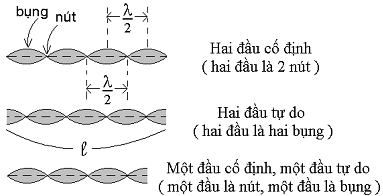 bụng
nút
λ/2
Hai đầu cố định
( hai đầu là 2 nút )
λ/2
Hai đầu tự do
( hai đầu là hai bụng )
ℓ
Một đầu cố định, một đầu tự do
( một đầu là nút, một đầu là bụng )